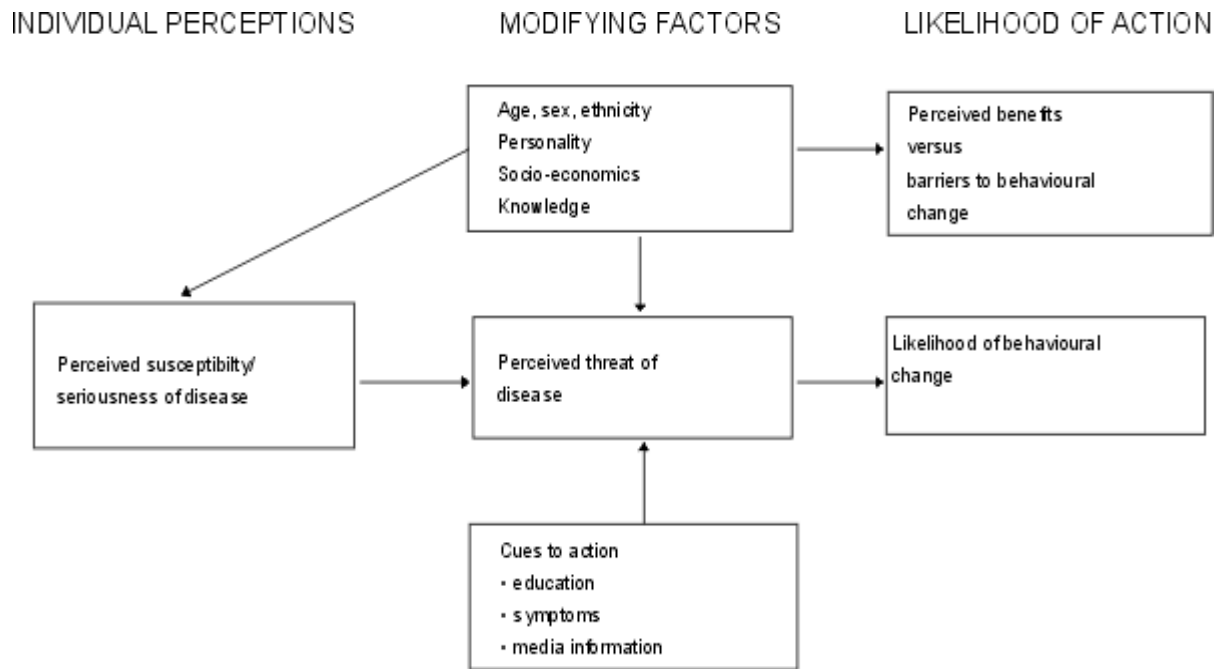 INDIVIDUAL PERCEPTIONS
MODIFYING FACTORS
LIKELIHOOD OF ACTION
Age, sex, ethnicity
Personality
Socio-economics
Knowledge
Perceived benefits
versus
barriers to behavioural
change
Perceived susceptibilty/
seriousness of disease
Perceived threat of
disease
Likelihood of behavioural
change
Cues to action
• education
• symptoms
• media information